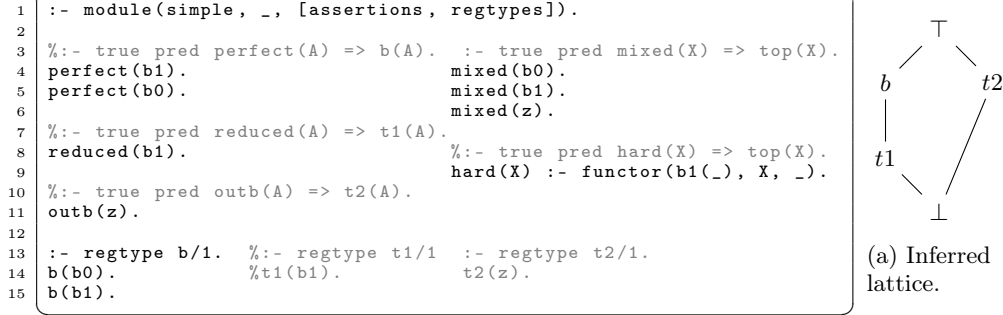 1 :- module(simple, _, [assertions, regtypes]).
2
3 %:- true pred perfect(A) => b(A). :- true pred mixed(X) => top(X).
4 perfect(b1). mixed(b0).
5 perfect(b0). mixed(b1).
6 mixed(z).
7 %:- true pred reduced(A) => t1(A).
8 reduced(b1). %:- true pred hard(X) => top(X).
9 hard(X) :- functor(b1(_), X, _).
10 %:- true pred outb(A) => t2(A).
11 outb(z).
12
13 :- regtype b/1. %:- regtype t1/1 :- regtype t2/1.
14 b(b0). %t1(b1). t2(z).
15 b(b1).
⊤
b t2
t1
⊥
(a) Inferred
lattice.